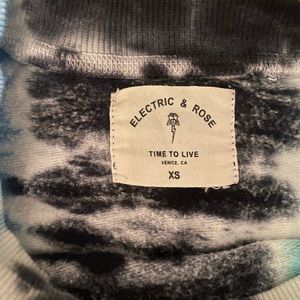 ELECTRIC & ROSE
TIME TO LIVE
VENICE, CA
XS